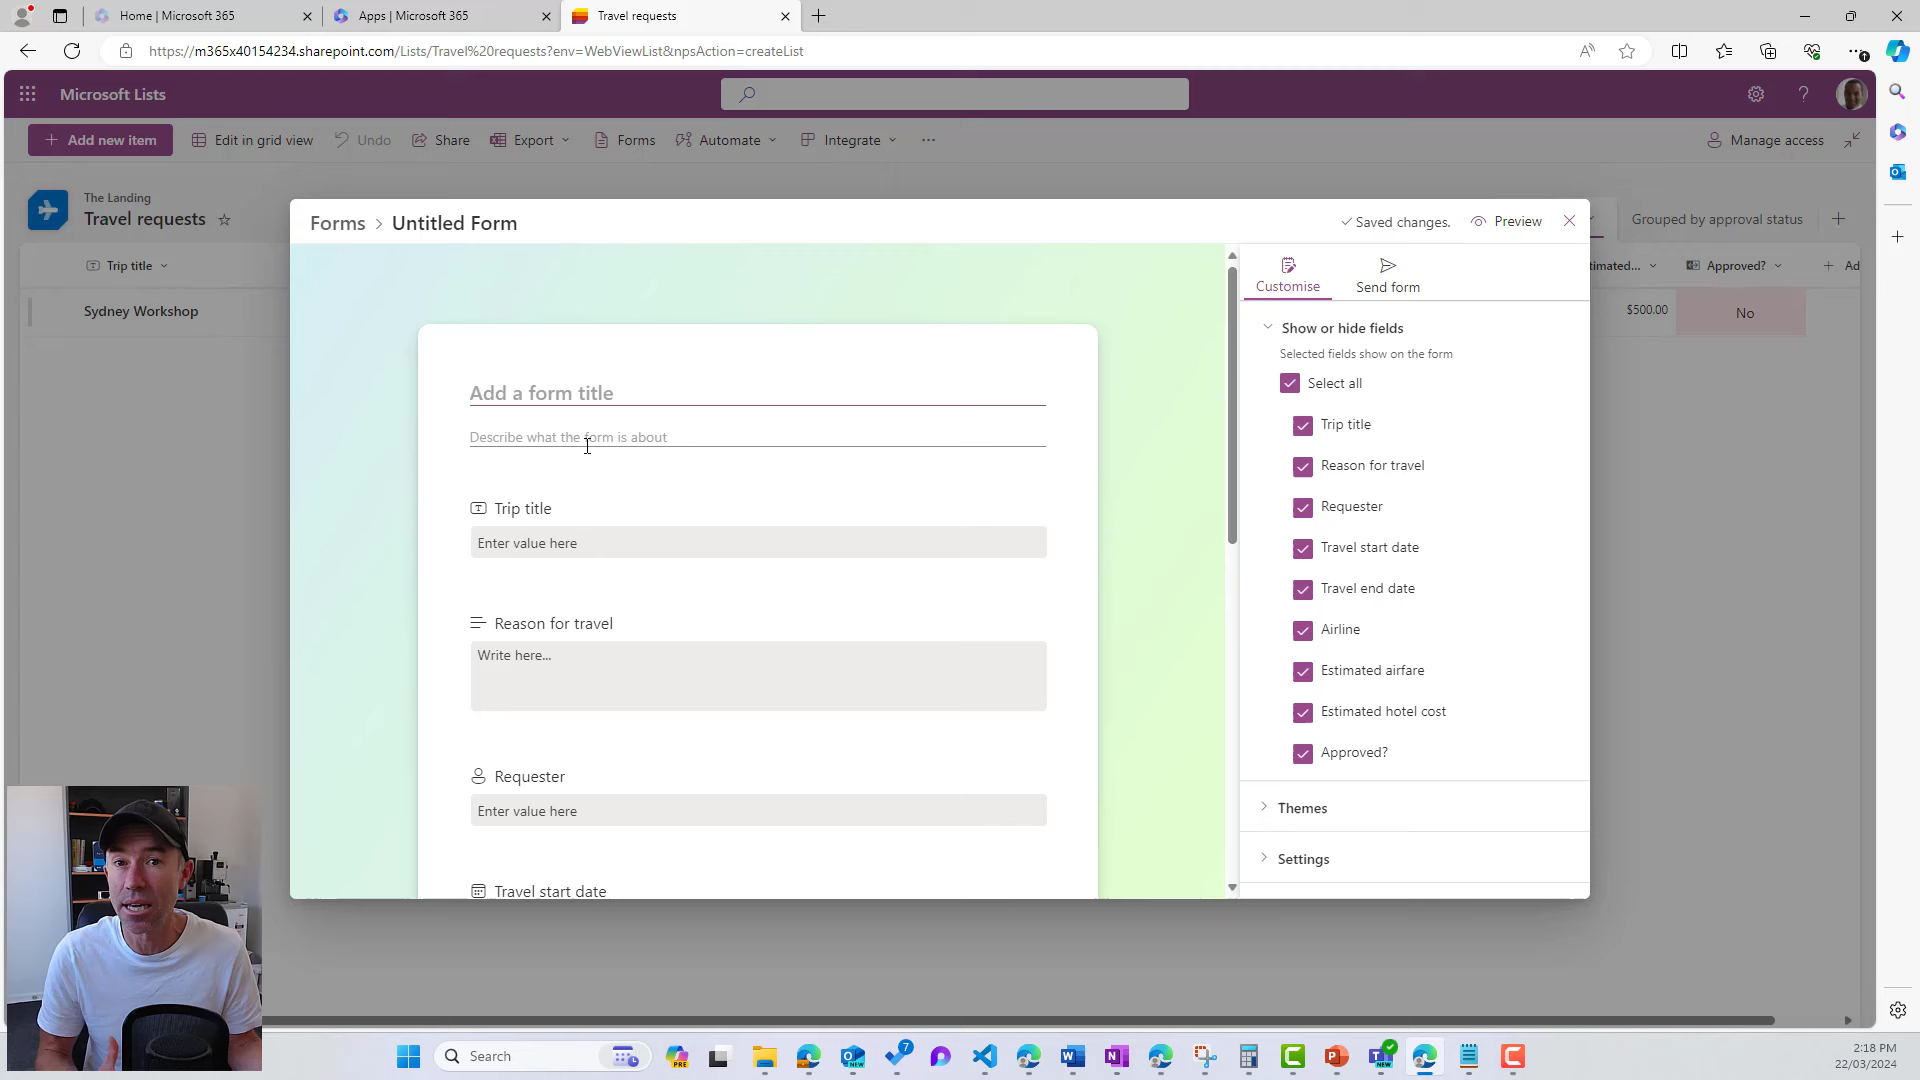 Home | Microsoft 365
Apps | Microsoft 365
Travel requests
https://m365x40154234.sharepoint.com/Lists/Travel%20requests?env=WebViewList&npsAction=createList
Microsoft Lists
Add new item
Edit in grid view
Undo
Share
Export
Forms
Automate
Integrate
Manage access
The Landing
Travel requests
Grouped by approval status
Trip title
Approved?
Ad
Sydney Workshop
$500.00
No
Forms > Untitled Form
Saved changes.
Preview
Customise
Send form
Add a form title
Describe what the form is about
Trip title
Enter value here
Reason for travel
Write here...
Requester
Enter value here
Travel start date
Show or hide fields
Selected fields show on the form
Select all
Trip title
Reason for travel
Requester
Travel start date
Travel end date
Airline
Estimated airfare
Estimated hotel cost
Approved?
Themes
Settings
Search
PRE
NEW
7
NEW
2:18 PM
22/03/2024